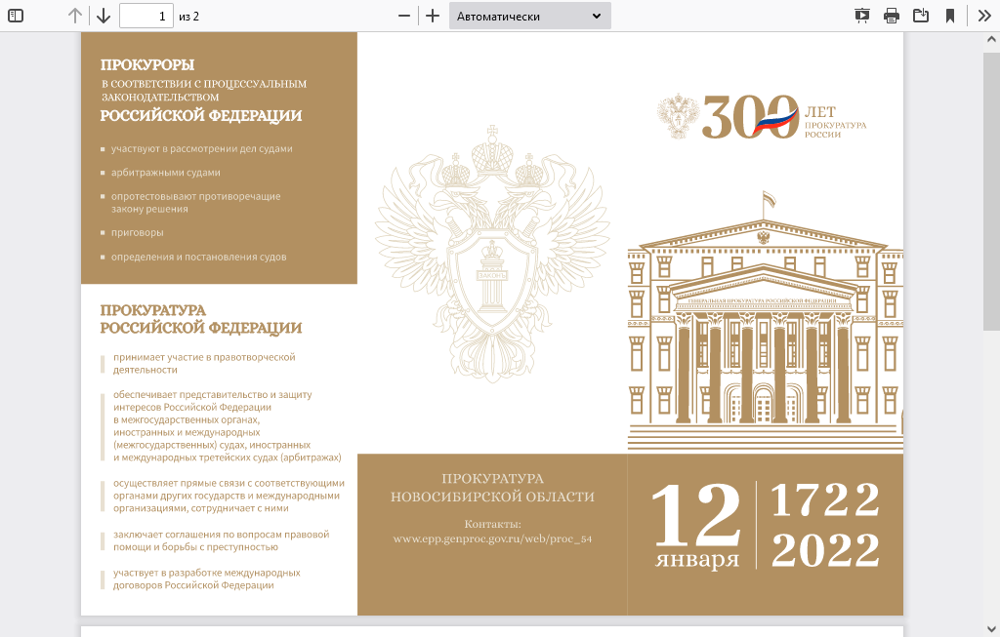 1
из 2
Автоматически
ПРОКУРОРЫ
В СООТВЕТСТВИИ С ПРОЦЕССУАЛЬНЫМ
ЗАКОНОДАТЕЛЬСТВОМ
РОССИЙСКОЙ ФЕДЕРАЦИИ
участвуют в рассмотрении дел судами
арбитражными судами
опротестовывают противоречащие
закону решения
приговоры
определения и постановления судов
ПРОКУРАТУРА
РОССИЙСКОЙ ФЕДЕРАЦИИ
принимает участие в правотворческой
деятельности
обеспечивает представительство и защиту
интересов Российской Федерации
в межгосударственных органах,
иностранных и международных
(межгосударственных) судах, иностранных
и международных третейских судах (арбитражах)
осуществляет прямые связи с соответствующими
органами других государств и международными
организациями, сотрудничает с ними
заключает соглашения по вопросам правовой
помощи и борьбы с преступностью
участвует в разработке международных
договоров Российской Федерации
ЗАКОНЪ
ПРОКУРАТУРА
НОВОСИБИРСКОЙ ОБЛАСТИ
Контакты:
www.epp.genproc.gov.ru/web/proc_54
300 ЛЕТ
ПРОКУРАТУРА
РОССИИ
ГЕНЕРАЛЬНАЯ ПРОКУРАТУРА РОССИЙСКОЙ ФЕДЕРАЦИИ
12
января
1722
2022